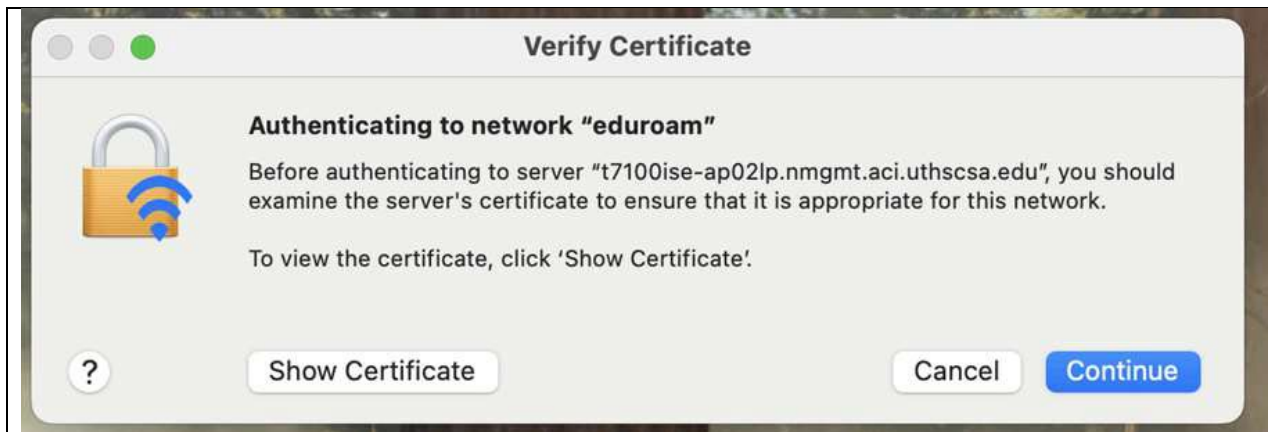 Verify Certificate
Authenticating to network “eduroam”
Before authenticating to server “t7100ise-ap02lp.nmgmt.aci.uthscsa.edu”, you should
examine the server's certificate to ensure that it is appropriate for this network.
To view the certificate, click ‘Show Certificate’.
? Show Certificate Cancel Continue